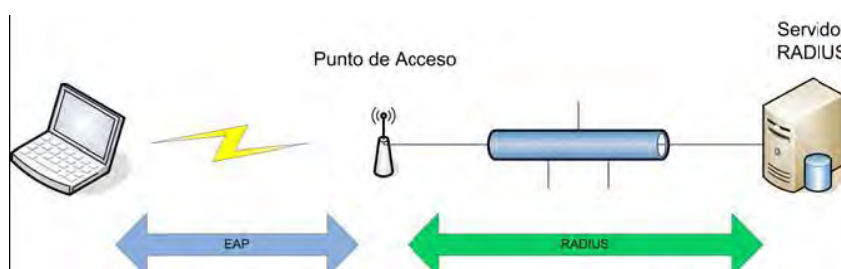 Punto de Acceso
Servido
RADIUS
EAP
RADIUS